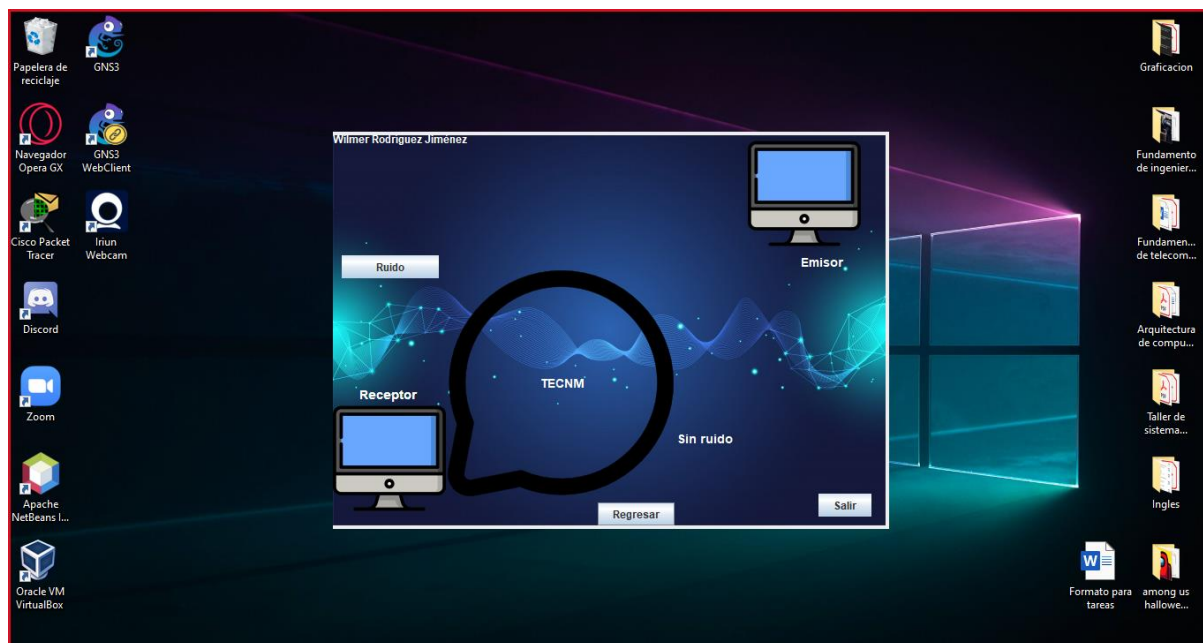 Papelera de
reciclaje
GNS3
Navegador
Opera GX
GNS3
WebClient
Cisco Packet
Tracer
Iriun
Webcam
Discord
Zoom
Apache
NetBeans I...
Oracle VM
VirtualBox
Wilmer Rodriguez Jiménez
Emisor
Ruido
TECNM
Receptor
Sin ruido
Regresar
Salir
Graficacion
Fundamento
de ingenier...
Fundamen...
de telecom...
Arquitectura
de compu...
Taller de
sistema...
Ingles
Formato para
tareas
among us
hallowe...